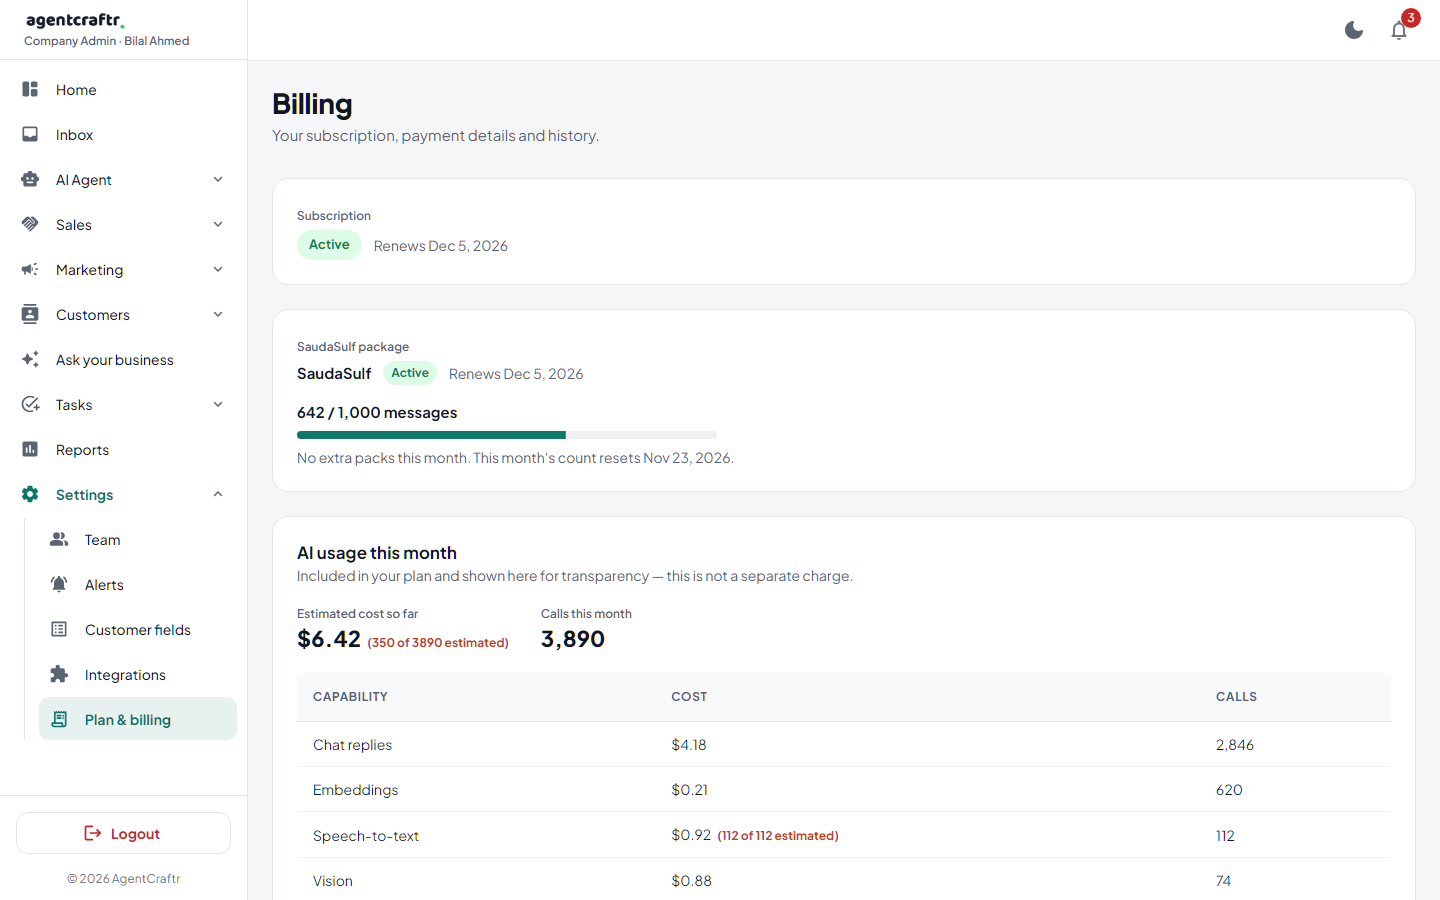 agentcraftr.
Company Admin · Bilal Ahmed
3
Home
Inbox
AI Agent
Sales
Marketing
Customers
Ask your business
Tasks
Reports
Settings
Team
Alerts
Customer fields
Integrations
Plan & billing
Logout
© 2026 AgentCraftr
Billing
Your subscription, payment details and history.
Subscription
Active Renews Dec 5, 2026
SaudaSulf package
SaudaSulf Active Renews Dec 5, 2026
642 / 1,000 messages
No extra packs this month. This month's count resets Nov 23, 2026.
AI usage this month
Included in your plan and shown here for transparency — this is not a separate charge.
Estimated cost so far Calls this month
$6.42 (350 of 3890 estimated) 3,890
CAPABILITY COST CALLS
Chat replies $4.18 2,846
Embeddings $0.21 620
Speech-to-text $0.92 (112 of 112 estimated) 112
Vision $0.88 74